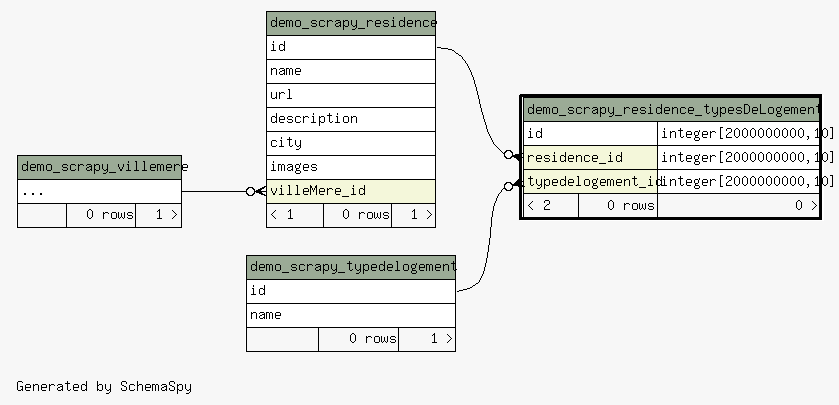 demo_scrapy_residence
id
name
url
description
city
images
villeMere_id
< 1 0 rows 1 >
demo_scrapy_residence_typesDeLogement
id integer[2000000000,10]
residence_id integer[2000000000,10]
typedelogement_id integer[2000000000,10]
< 2 0 rows 0 >
demo_scrapy_villemere
...
0 rows 1 >
demo_scrapy_typedelogement
id
name
0 rows 1 >
Generated by SchemaSpy